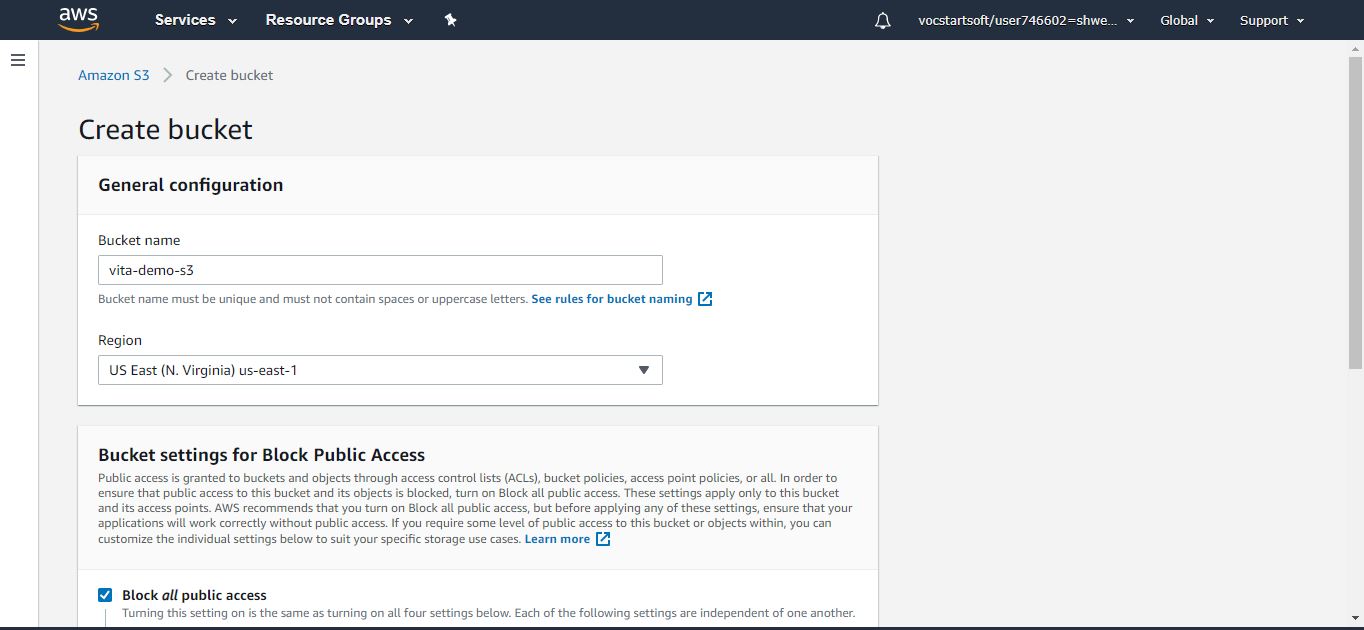 aws Services Resource Groups vocstartsoft/user746602=shwe... Global Support
Amazon S3 Create bucket
Create bucket
General configuration
Bucket name
vita-demo-s3
Bucket name must be unique and must not contain spaces or uppercase letters. See rules for bucket naming
Region
US East (N. Virginia) us-east-1
Bucket settings for Block Public Access
Public access is granted to buckets and objects through access control lists (ACLs), bucket policies, access point policies, or all. In order to
ensure that public access to this bucket and its objects is blocked, turn on Block all public access. These settings apply only to this bucket
and its access points. AWS recommends that you turn on Block all public access, but before applying any of these settings, ensure that your
applications will work correctly without public access. If you require some level of public access to this bucket or objects within, you can
customize the individual settings below to suit your specific storage use cases. Learn more
Block all public access
Turning this setting on is the same as turning on all four settings below. Each of the following settings are independent of one another.